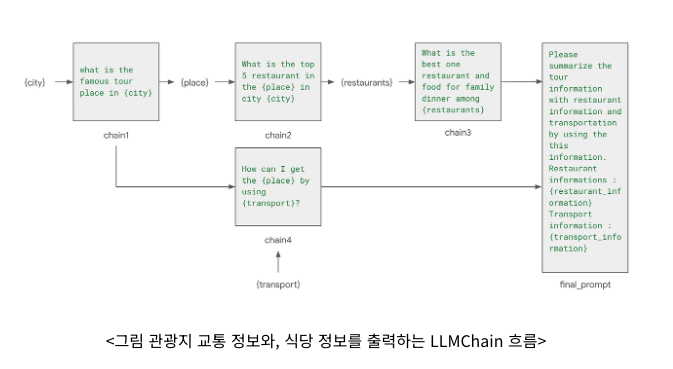 {city}
what is the
famous tour
place in {city}
chain1
{place}
What is the top
5 restaurant in
the {place} in
city {city}
chain2
{restaurants}
What is the
best one
restaurant and
food for family
dinner among
{restaurants}
chain3
How can I get
the {place} by
using
{transport}?
chain4
{transport}
Please
summarize the
tour
information
with restaurant
information and
transportation
by using the
this
information.
Restaurant
informations :
{restaurant_inf
ormation}
Transport
information :
{transport_info
rmation}
final_prompt
<그림 관광지 교통 정보와, 식당 정보를 출력하는 LLMChain 흐름>